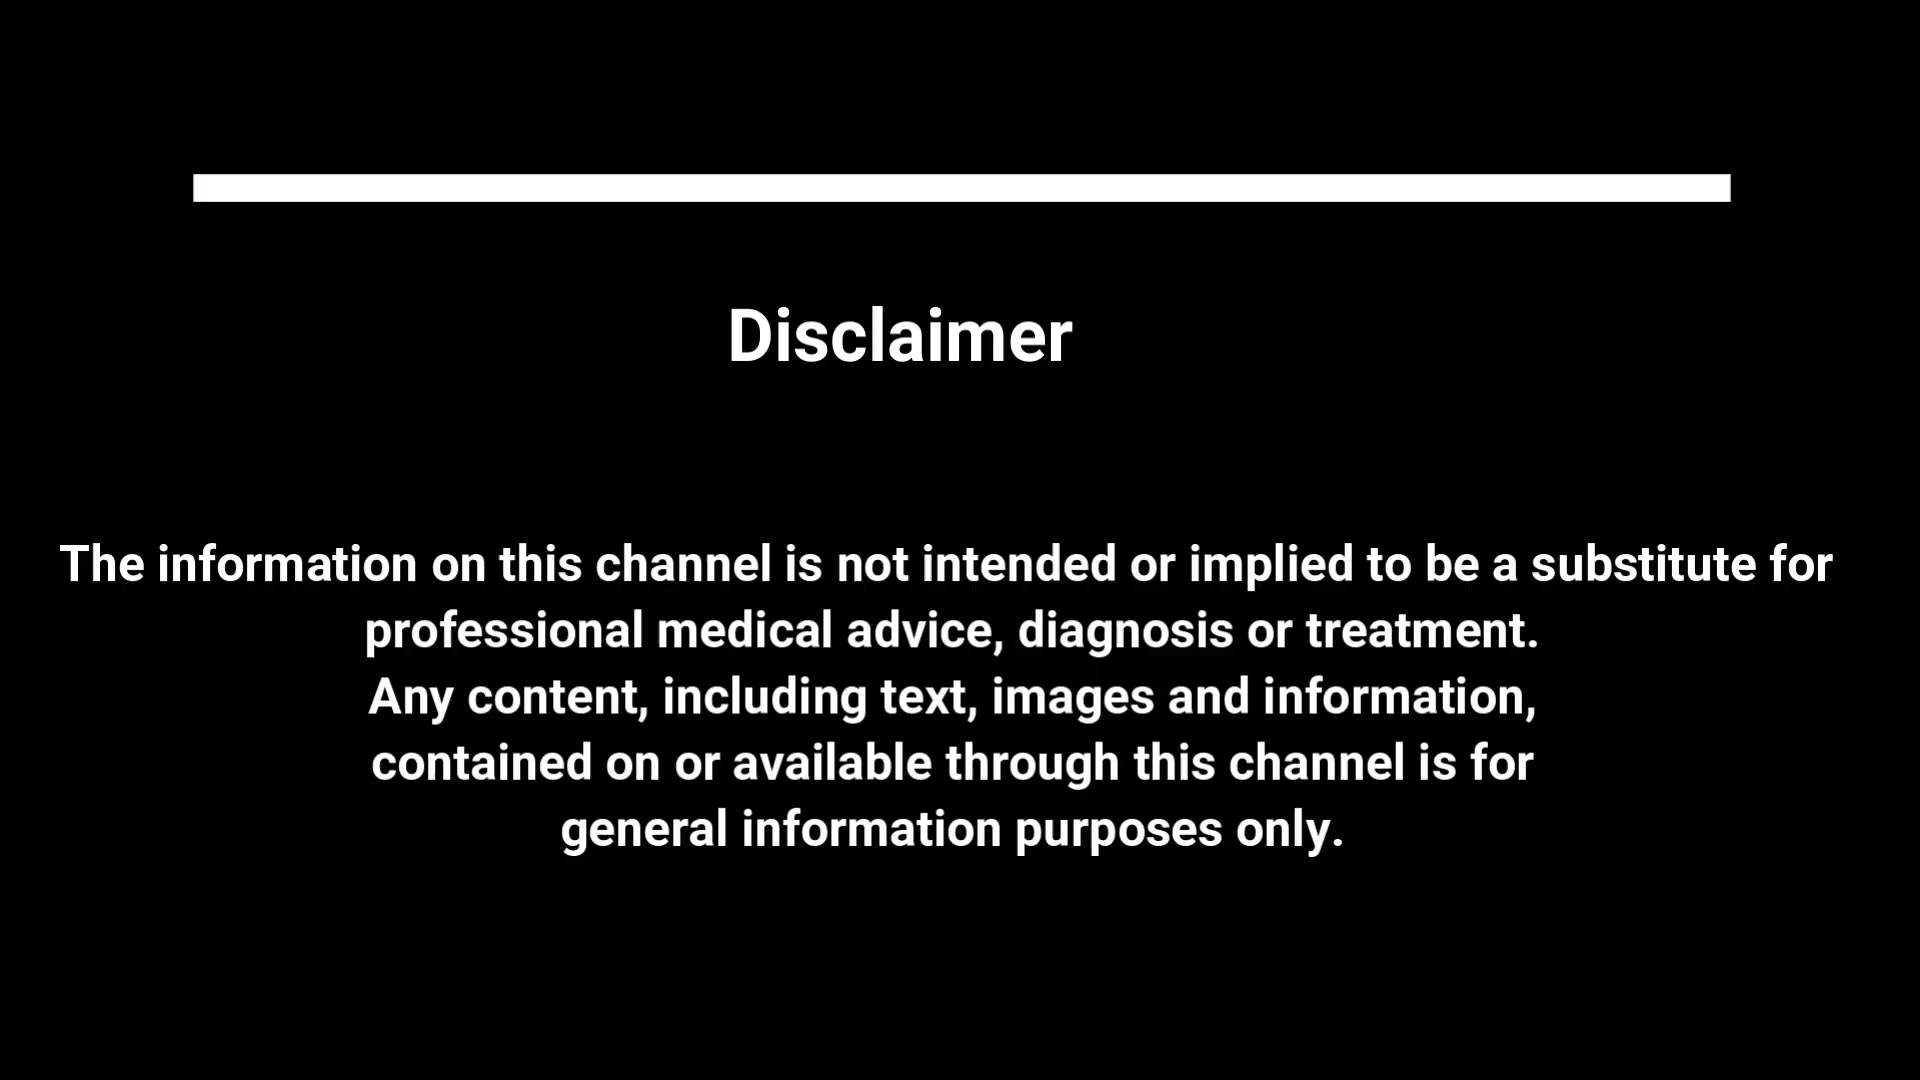 Disclaimer
The information on this channel is not intended or implied to be a substitute for
professional medical advice, diagnosis or treatment.
Any content, including text, images and information,
contained on or available through this channel is for
general information purposes only.